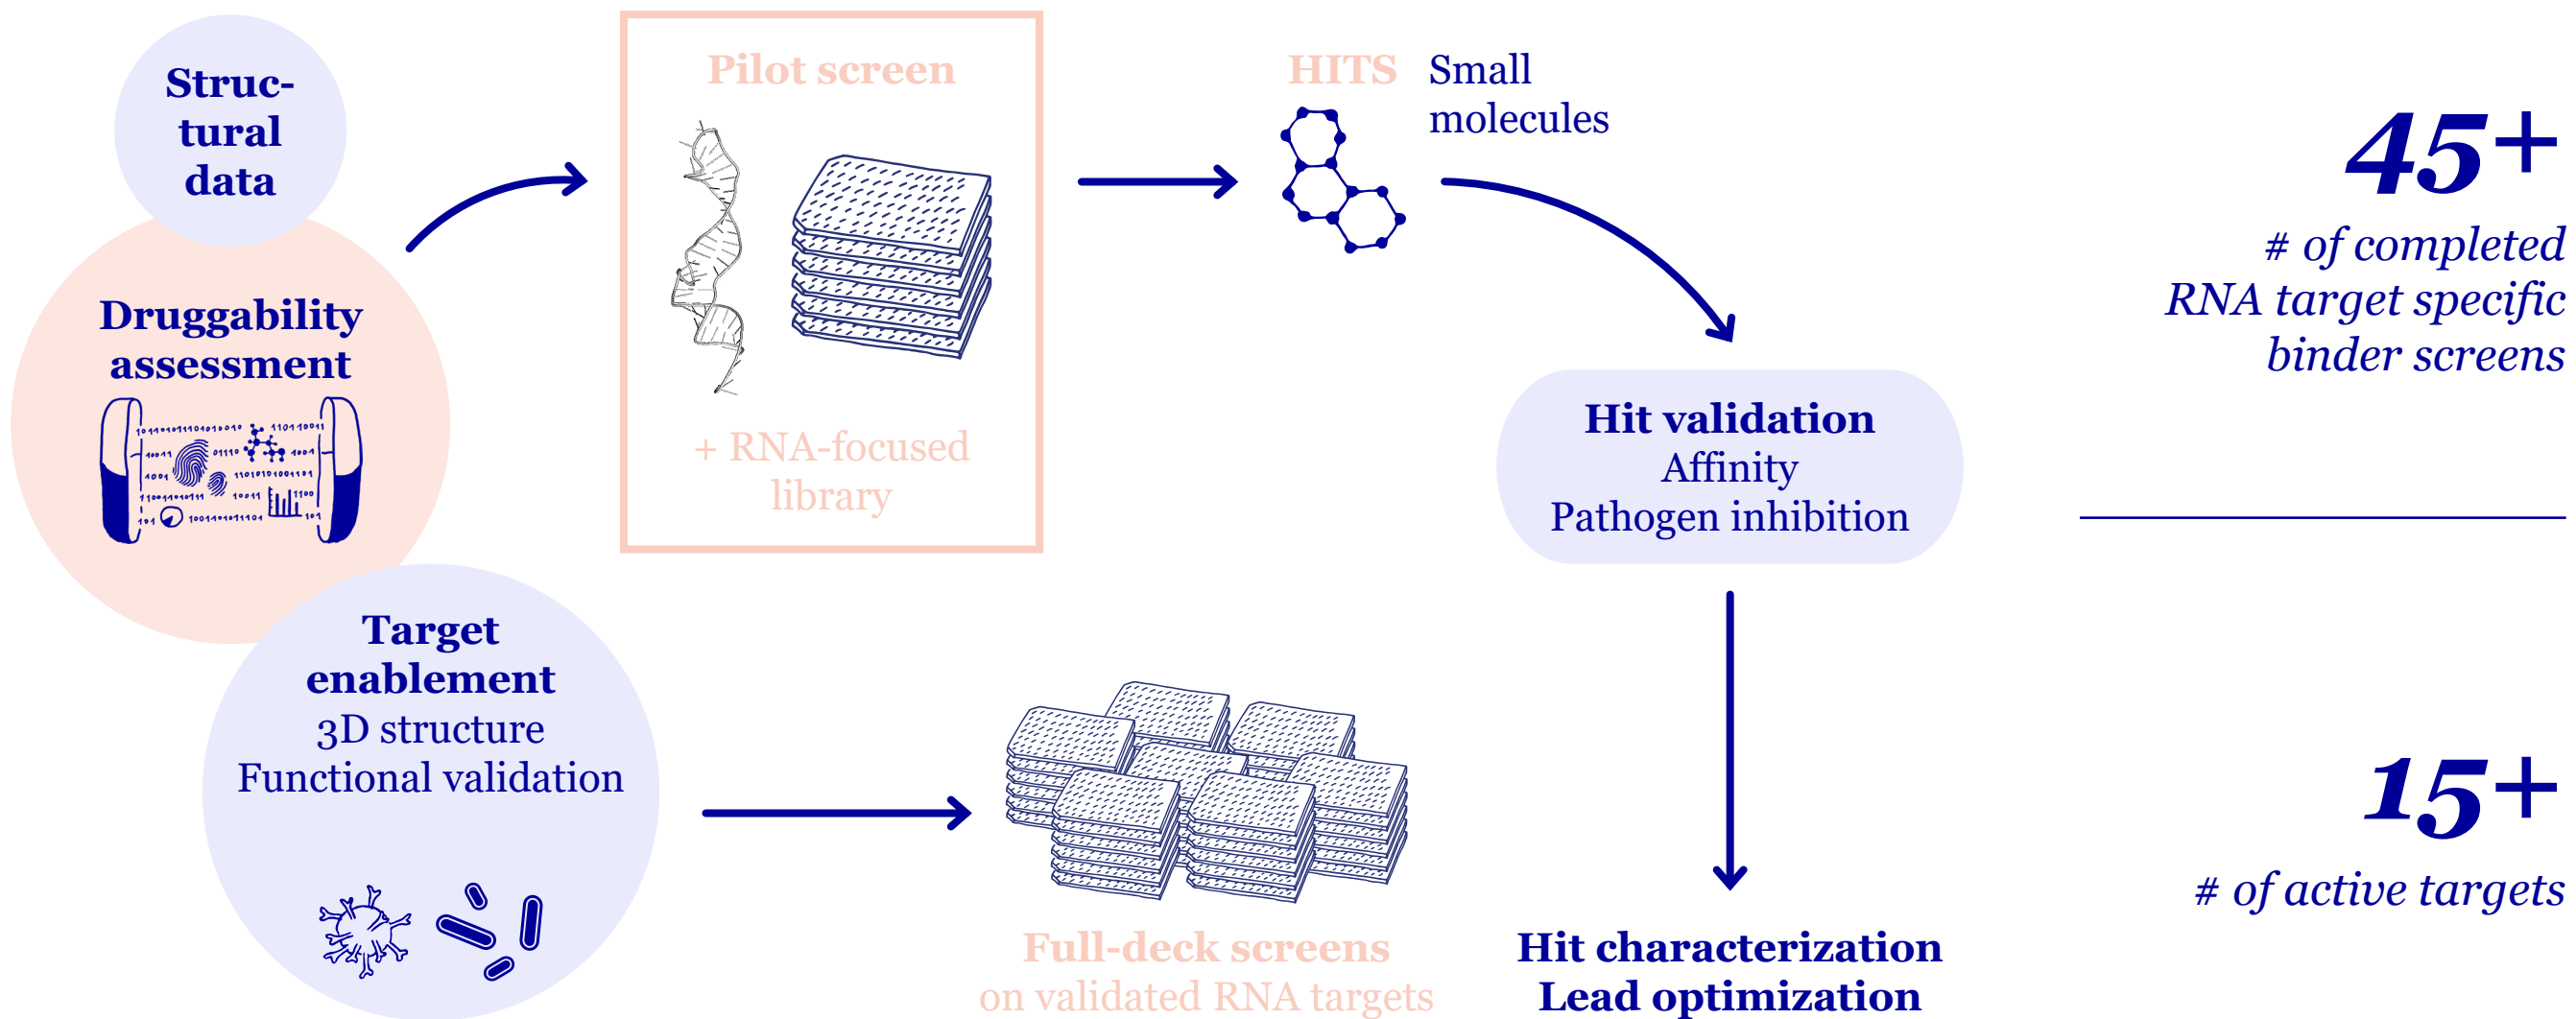 Struc-
tural
data
Druggability
assessment
Target
enablement
3D structure
Functional validation
Pilot screen
+ RNA-focused
library
HITS
Small
molecules
Hit validation
Affinity
Pathogen inhibition
Full-deck screens
on validated RNA targets
Hit characterization
Lead optimization
45+
# of completed
RNA target specific
binder screens
15+
# of active targets